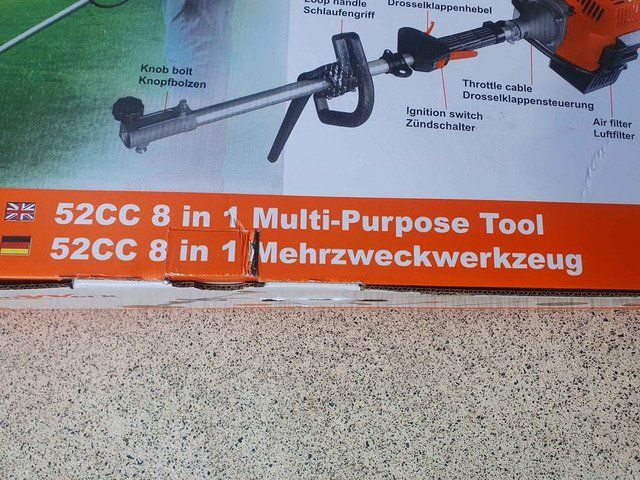 Loop handle
Schlaufengriff
Drosselklappenhebel
Knob bolt
Knopfbolzen
Throttle cable
Drosselklappensteuerung
Ignition switch
Zündschalter
Air filter
Luftfilter
52CC 8 in 1 Multi-Purpose Tool
52CC 8 in 1 Mehrzweckwerkzeug